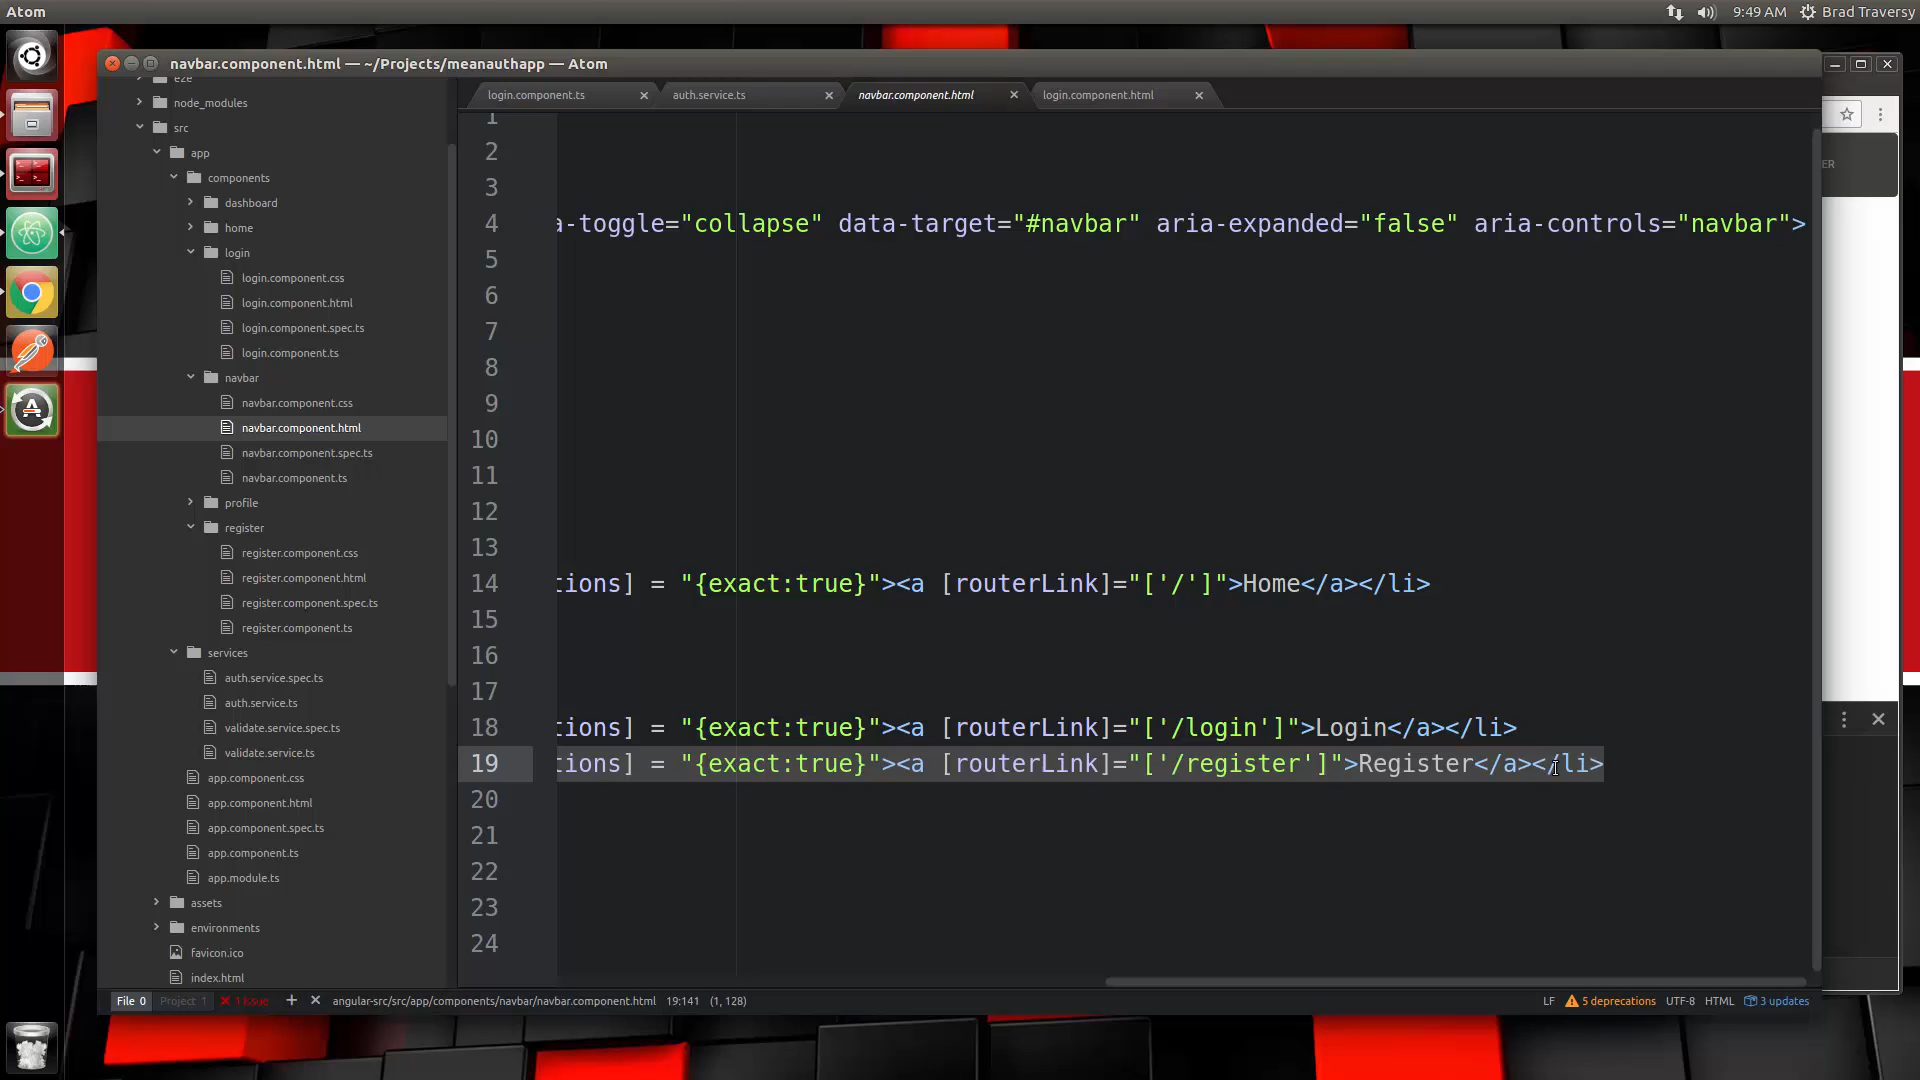 Atom
9:49 AM
Brad Traversy
navbar.component.html — ~/Projects/meanauthapp — Atom
e2e
node_modules
src
app
components
dashboard
home
login
login.component.css
login.component.html
login.component.spec.ts
login.component.ts
navbar
navbar.component.css
navbar.component.html
navbar.component.spec.ts
navbar.component.ts
profile
register
register.component.css
register.component.html
register.component.spec.ts
register.component.ts
services
auth.service.spec.ts
auth.service.ts
validate.service.spec.ts
validate.service.ts
app.component.css
app.component.html
app.component.spec.ts
app.component.ts
app.module.ts
assets
environments
favicon.ico
index.html
login.component.ts
auth.service.ts
navbar.component.html
login.component.html
1
2
3
4 a-toggle="collapse" data-target="#navbar" aria-expanded="false" aria-controls="navbar">
5
6
7
8
9
10
11
12
13
14 tions] = "{exact:true}"><a [routerLink]="['/']">Home</a></li>
15
16
17
18 tions] = "{exact:true}"><a [routerLink]="['/login']">Login</a></li>
19 tions] = "{exact:true}"><a [routerLink]="['/register']">Register</a></li>
20
21
22
23
24
ER
File 0 Project 1 1 Issue angular-src/src/app/components/navbar/navbar.component.html 19:141 (1, 128)
LF 5 deprecations UTF-8 HTML 3 updates